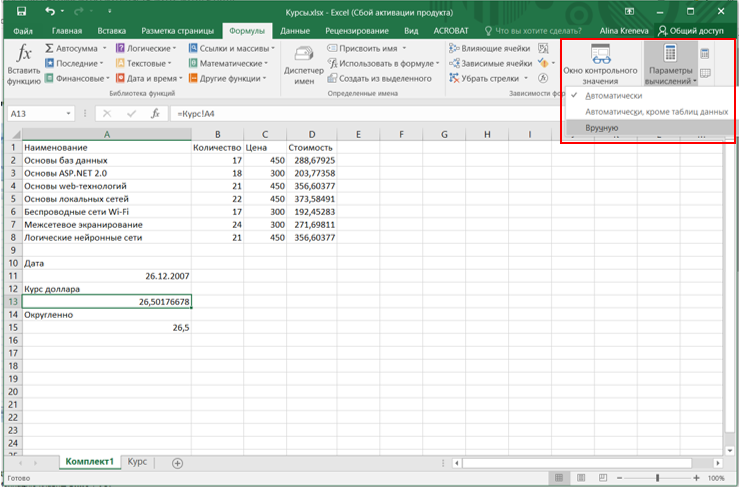 Курсы.xlsx - Excel (Сбой активации продукта)
Файл Главная Вставка Разметка страницы Формулы Данные Рецензирование Вид ACROBAT Что вы хотите сделать? Alina Kreneva Общий доступ
fx Вставить функцию
Автосумма Логические Ссылки и массивы
Последние Текстовые Математические
Финансовые Дата и время Другие функции
Библиотека функций
Диспетчер имен
Присвоить имя
Использовать в формуле
Создать из выделенного
Определенные имена
Влияющие ячейки
Зависимые ячейки
Убрать стрелки
Зависимости фор
Окно контрольного значения
Параметры вычислений
Автоматически
Автоматически, кроме таблиц данных
Вручную
A13 fx =Курс!A4
A B C D E F G H I
1 Наименование Количество Цена Стоимость
2 Основы баз данных 17 450 288,67925
3 Основы ASP.NET 2.0 18 300 203,77358
4 Основы web-технологий 21 450 356,60377
5 Основы локальных сетей 22 450 373,58491
6 Беспроводные сети Wi-Fi 17 300 192,45283
7 Межсетевое экранирование 24 300 271,69811
8 Логические нейронные сети 21 450 356,60377
9
10 Дата
11 26.12.2007
12 Курс доллара
13 26,50176678
14 Округленно
15 26,5
16
17
18
19
20
21
22
23
24
Комплект1 Курс
Готово 100%